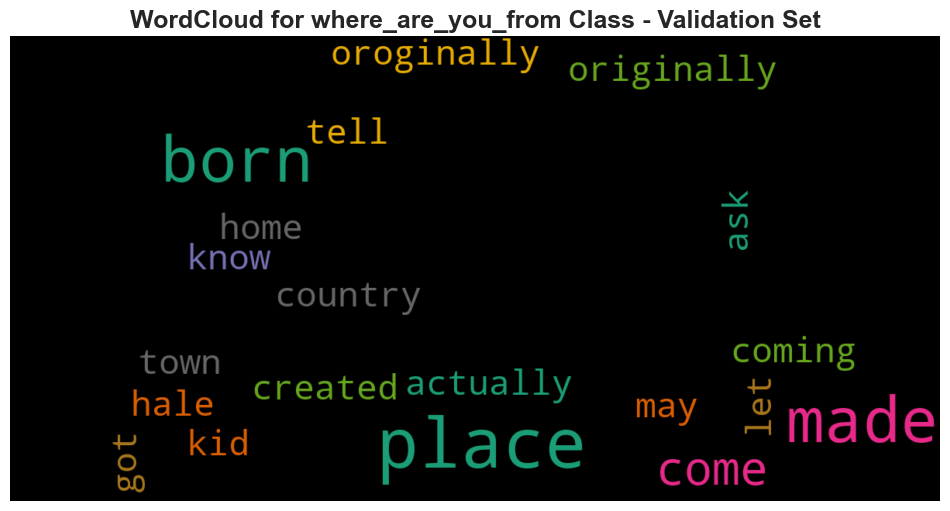 WordCloud for where_are_you_from Class - Validation Set
oroginally
originally
tell
born
ask
home
know
country
coming
town
created
actually
hale
may
let
made
kid
got
place
come